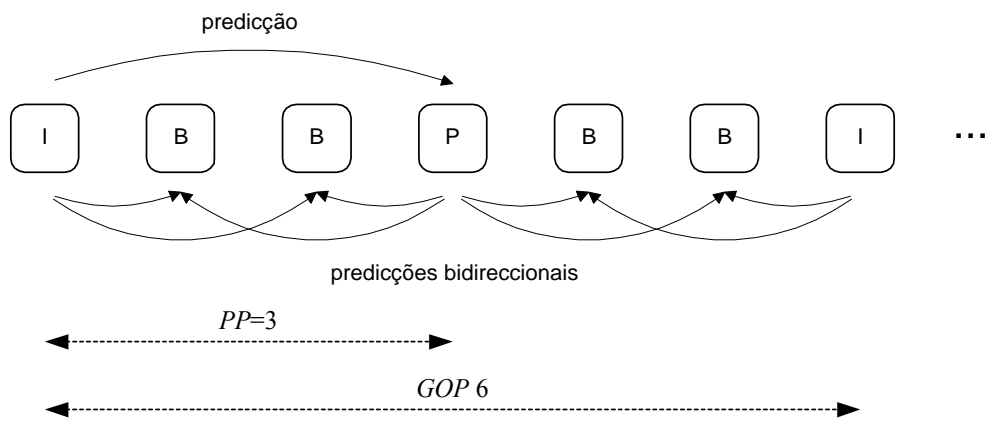 predicção
I B B P B B I ...
predicções bidireccionais
PP=3
GOP 6